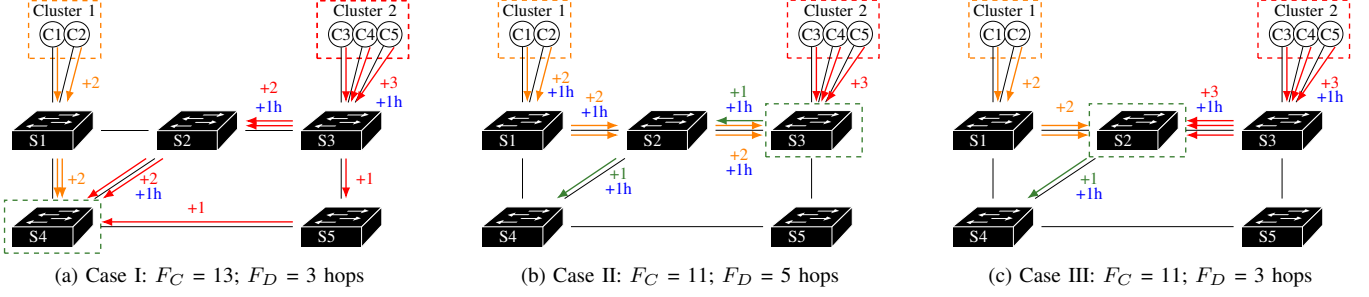 Cluster 1
C1 C2
+2
Cluster 2
C3 C4 C5
+3
+1h
+2
+1h
S1
S2
S3
+2
+2
+1h
+1
+1
S4
S5
(a) Case I: F_C = 13; F_D = 3 hops
Cluster 1
C1 C2
+2
+1h
Cluster 2
C3 C4 C5
+3
+2
+1h
+1
+1h
S1
S2
S3
+2
+1h
+1
+1h
S4
S5
(b) Case II: F_C = 11; F_D = 5 hops
Cluster 1
C1 C2
+2
Cluster 2
C3 C4 C5
+3
+1h
+2
+3
+1h
S1
S2
S3
+1
+1h
S4
S5
(c) Case III: F_C = 11; F_D = 3 hops